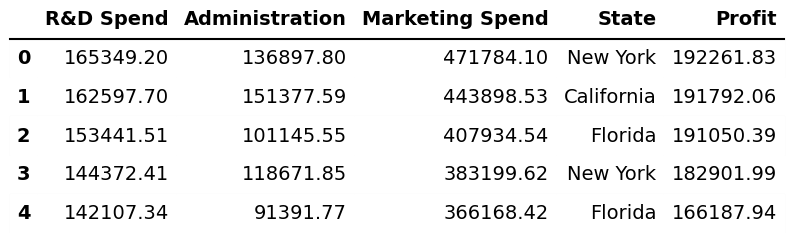 R&D Spend Administration Marketing Spend State Profit
0 165349.20 136897.80 471784.10 New York 192261.83
1 162597.70 151377.59 443898.53 California 191792.06
2 153441.51 101145.55 407934.54 Florida 191050.39
3 144372.41 118671.85 383199.62 New York 182901.99
4 142107.34 91391.77 366168.42 Florida 166187.94